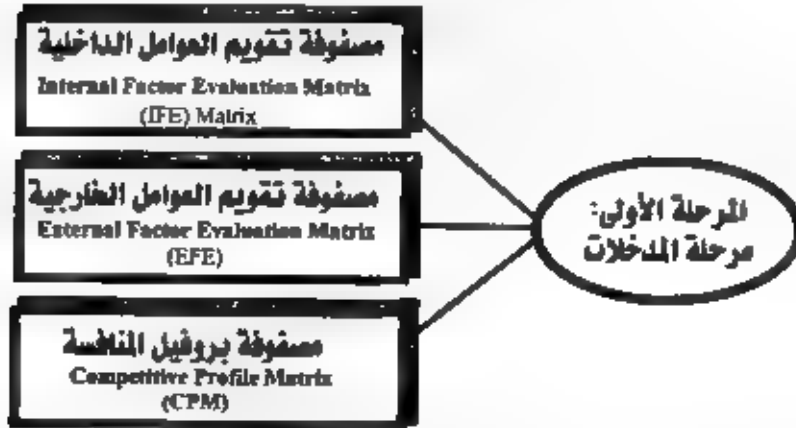 مصفوفة تقويم العوامل الداخلية
Internal Factor Evaluation Matrix
(IFE) Matrix
مصفوفة تقويم العوامل الخارجية
External Factor Evaluation Matrix
(EFE)
مصفوفة بروفيل المنافسة
Competitive Profile Matrix
(CPM)
المرحلة الأولى:
مرحلة المدخلات